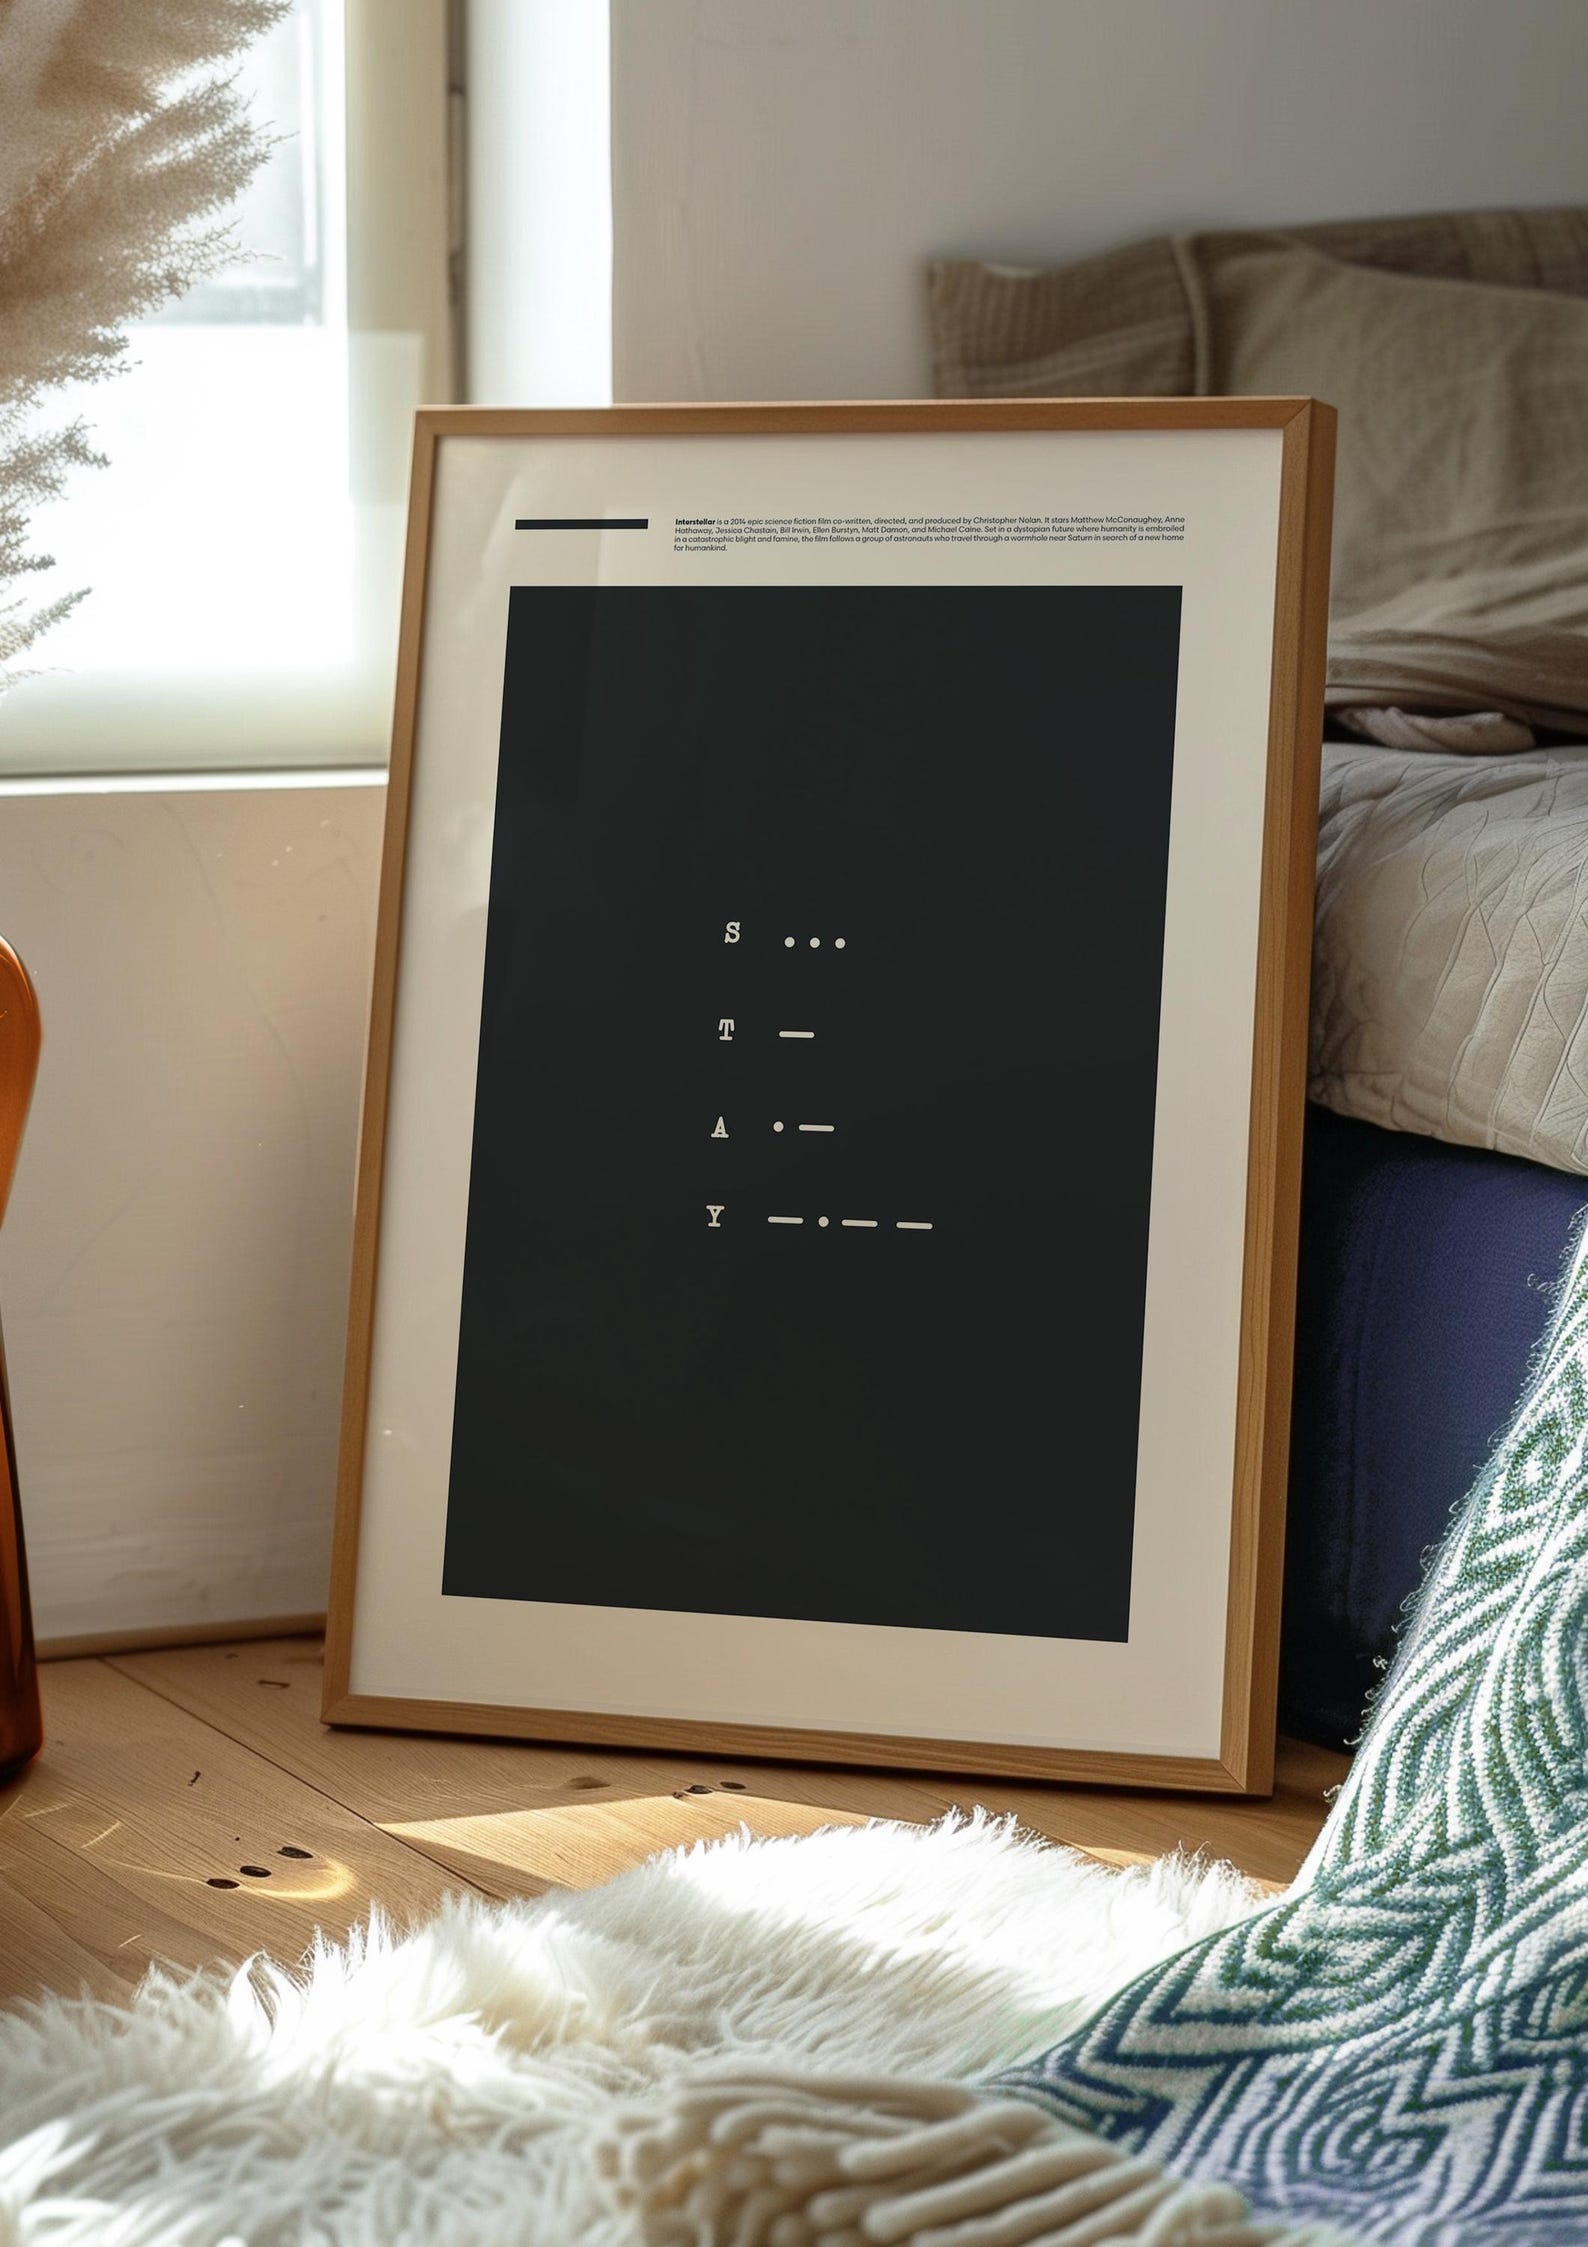 Interstellar is a 2014 epic science fiction film co-written, directed, and produced by Christopher Nolan. It stars Matthew McConaughey, Anne
Hathaway, Jessica Chastain, Bill Irwin, Ellen Burstyn, Matt Damon, and Michael Caine. Set in a dystopian future where humanity is embroiled
in a catastrophic blight and famine, the film follows a group of astronauts who travel through a wormhole near Saturn in search of a new home
for humankind.
S •••
T —
A • —
Y — • — —